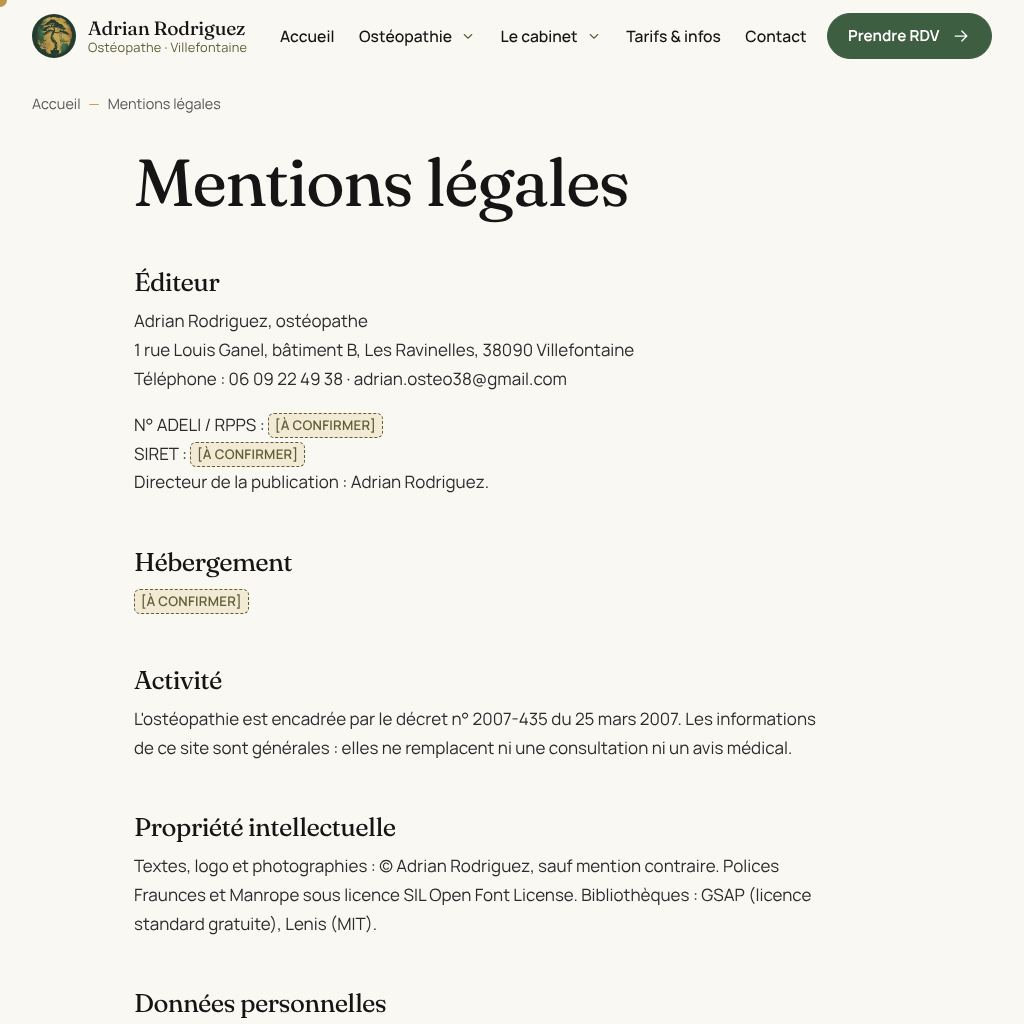 Adrian Rodriguez
Ostéopathe · Villefontaine
Accueil
Ostéopathie
Le cabinet
Tarifs & infos
Contact
Prendre RDV →
Accueil — Mentions légales
Mentions légales
Éditeur
Adrian Rodriguez, ostéopathe
1 rue Louis Ganel, bâtiment B, Les Ravinelles, 38090 Villefontaine
Téléphone : 06 09 22 49 38 · adrian.osteo38@gmail.com
N° ADELI / RPPS : [À CONFIRMER]
SIRET : [À CONFIRMER]
Directeur de la publication : Adrian Rodriguez.
Hébergement
[À CONFIRMER]
Activité
L'ostéopathie est encadrée par le décret n° 2007-435 du 25 mars 2007. Les informations
de ce site sont générales : elles ne remplacent ni une consultation ni un avis médical.
Propriété intellectuelle
Textes, logo et photographies : © Adrian Rodriguez, sauf mention contraire. Polices
Fraunces et Manrope sous licence SIL Open Font License. Bibliothèques : GSAP (licence
standard gratuite), Lenis (MIT).
Données personnelles